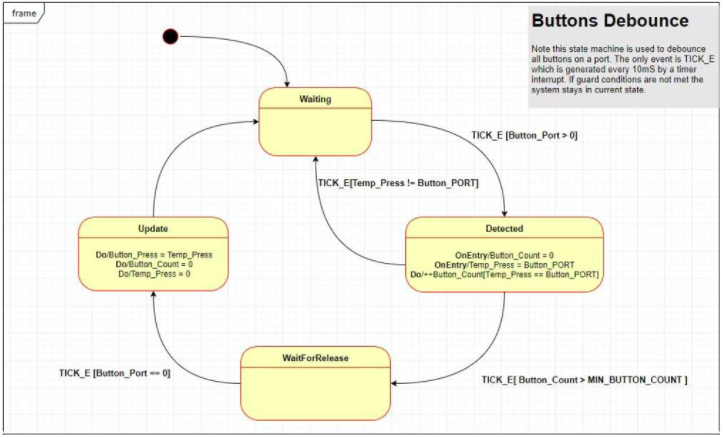 frame
Buttons Debounce
Note this state machine is used to debounce
all buttons on a port. The only event is TICK_E
which is generated every 10mS by a timer
interrupt. If guard conditions are not met the
system stays in current state.
Waiting
TICK_E [Button_Port > 0]
TICK_E[Temp_Press != Button_PORT]
Update
Do/Button_Press = Temp_Press
Do/Button_Count = 0
Do/Temp_Press = 0
Detected
OnEntry/Button_Count = 0
OnEntry/Temp_Press = Button_PORT
Do/++Button_Count[Temp_Press == Button_PORT]
WaitForRelease
TICK_E [Button_Port == 0]
TICK_E[ Button_Count > MIN_BUTTON_COUNT ]